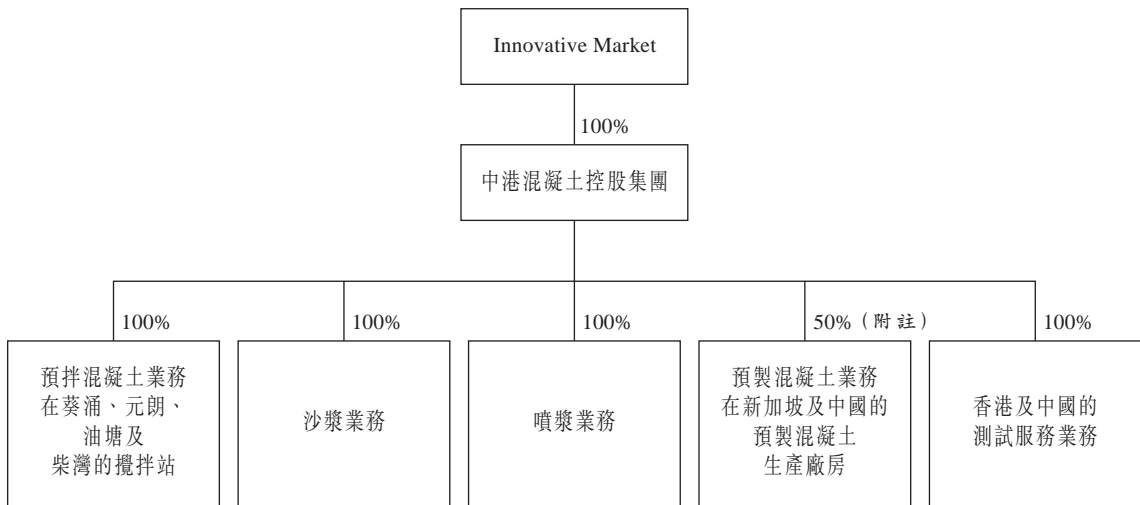 Innovative Market
100%
中港混凝土控股集團
100%
100%
100%
50%（附註）
100%
預拌混凝土業務
在葵涌、元朗、
油塘及
柴灣的攪拌站
沙漿業務
噴漿業務
預製混凝土業務
在新加坡及中國的
預製混凝土
生產廠房
香港及中國的
測試服務業務